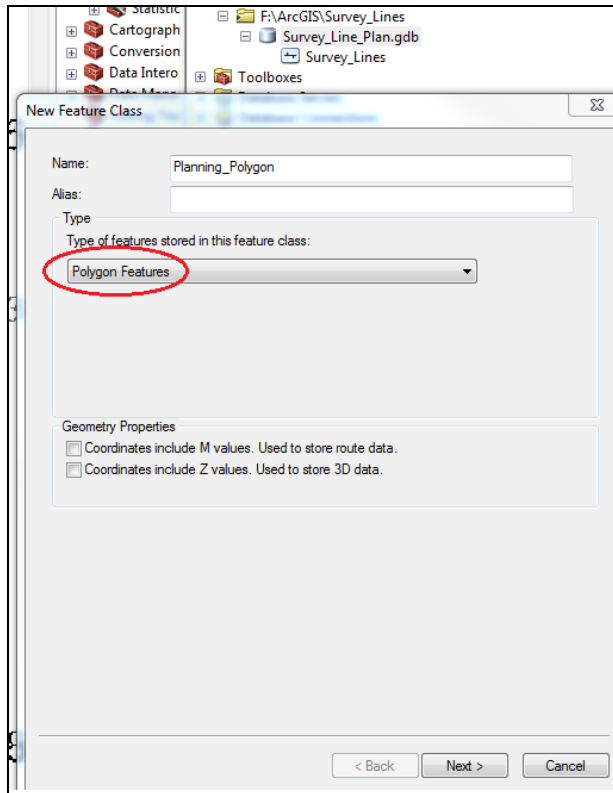 Statistic
F:\ArcGIS\Survey_Lines
Cartograph
Survey_Line_Plan.gdb
Conversion
Survey_Lines
Data Intero
Toolboxes
New Feature Class
Name:
Planning_Polygon
Alias:
Type
Type of features stored in this feature class:
Polygon Features
Geometry Properties
Coordinates include M values. Used to store route data.
Coordinates include Z values. Used to store 3D data.
< Back
Next >
Cancel